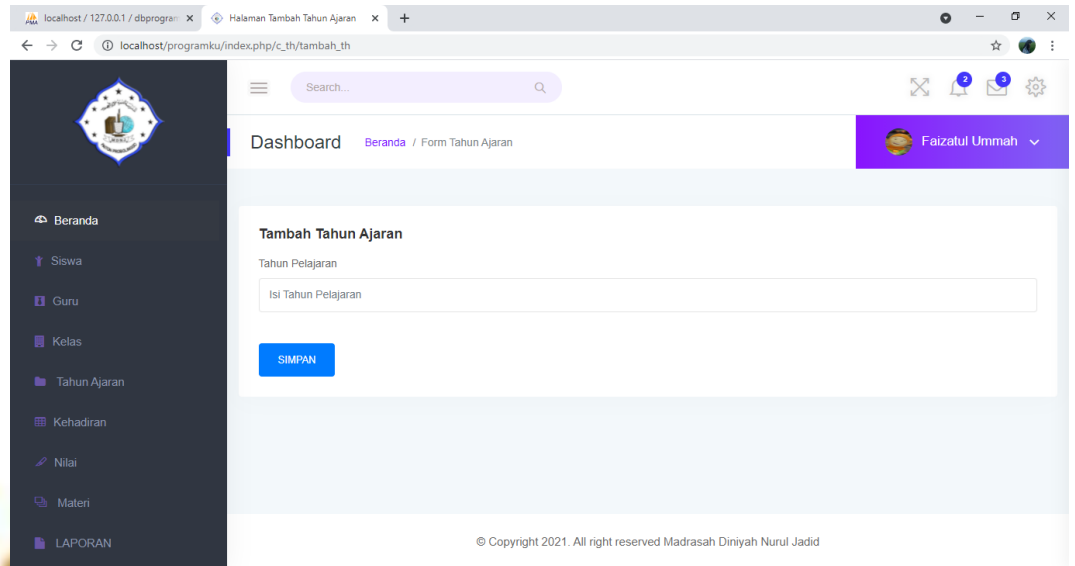 localhost / 127.0.0.1 / dbprogram
Halaman Tambah Tahun Ajaran
localhost/programku/index.php/c_th/tambah_th
Search...
2
3
Dashboard
Beranda / Form Tahun Ajaran
Faizatul Ummah
Beranda
Siswa
Guru
Kelas
Tahun Ajaran
Kehadiran
Nilai
Materi
LAPORAN
Tambah Tahun Ajaran
Tahun Pelajaran
Isi Tahun Pelajaran
SIMPAN
© Copyright 2021. All right reserved Madrasah Diniyah Nurul Jadid